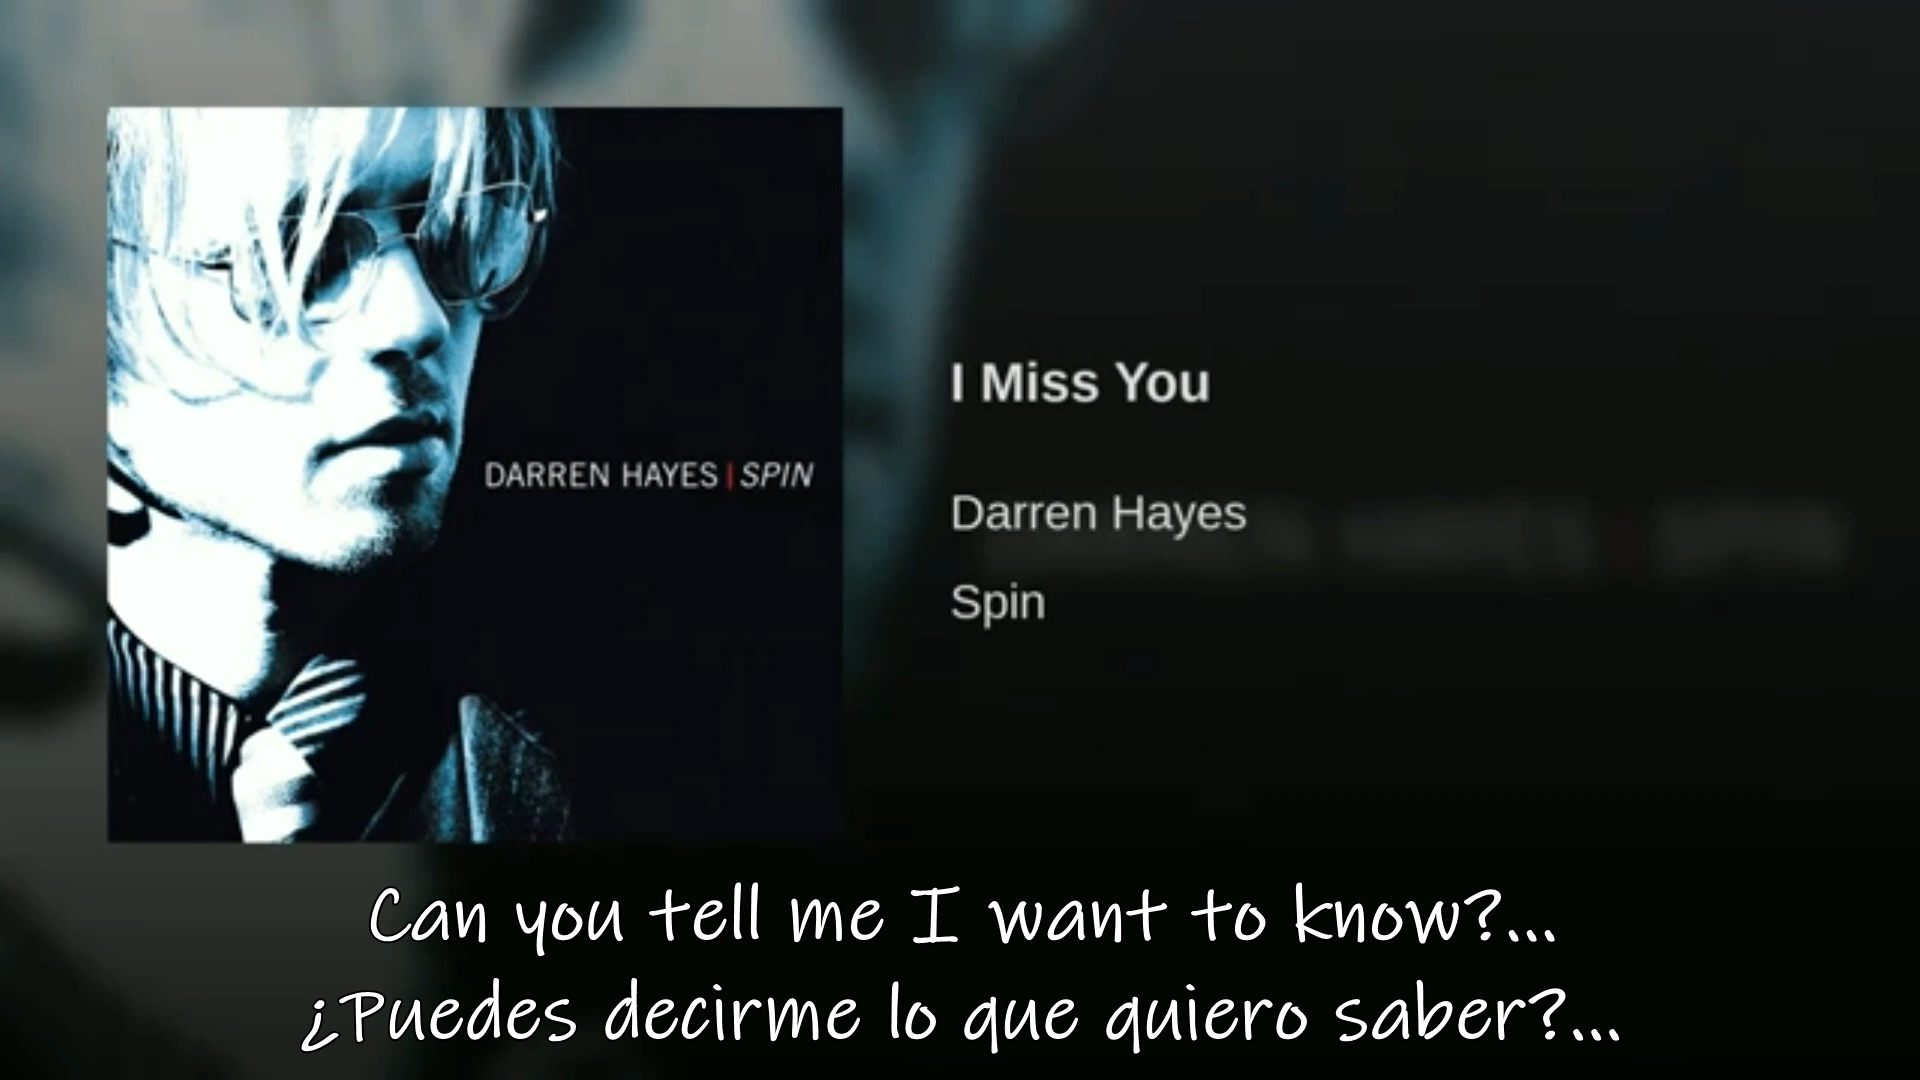 DARREN HAYES | SPIN
I Miss You
Darren Hayes
Spin
Can you tell me I want to know?...
¿Puedes decirme lo que quiero saber?...